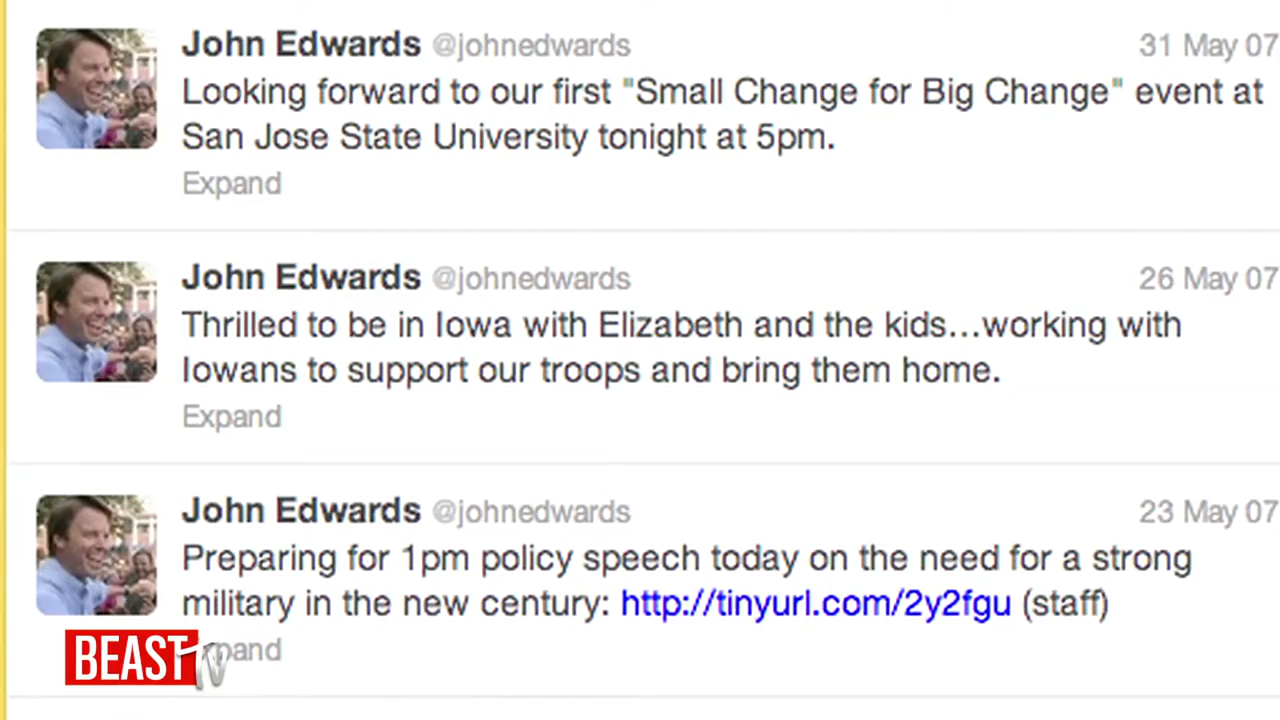 John Edwards @johnedwards 31 May 07
Looking forward to our first "Small Change for Big Change" event at
San Jose State University tonight at 5pm.
Expand
John Edwards @johnedwards 26 May 07
Thrilled to be in Iowa with Elizabeth and the kids...working with
Iowans to support our troops and bring them home.
Expand
John Edwards @johnedwards 23 May 07
Preparing for 1pm policy speech today on the need for a strong
military in the new century: http://tinyurl.com/2y2fgu (staff)
Expand
BEAST TV